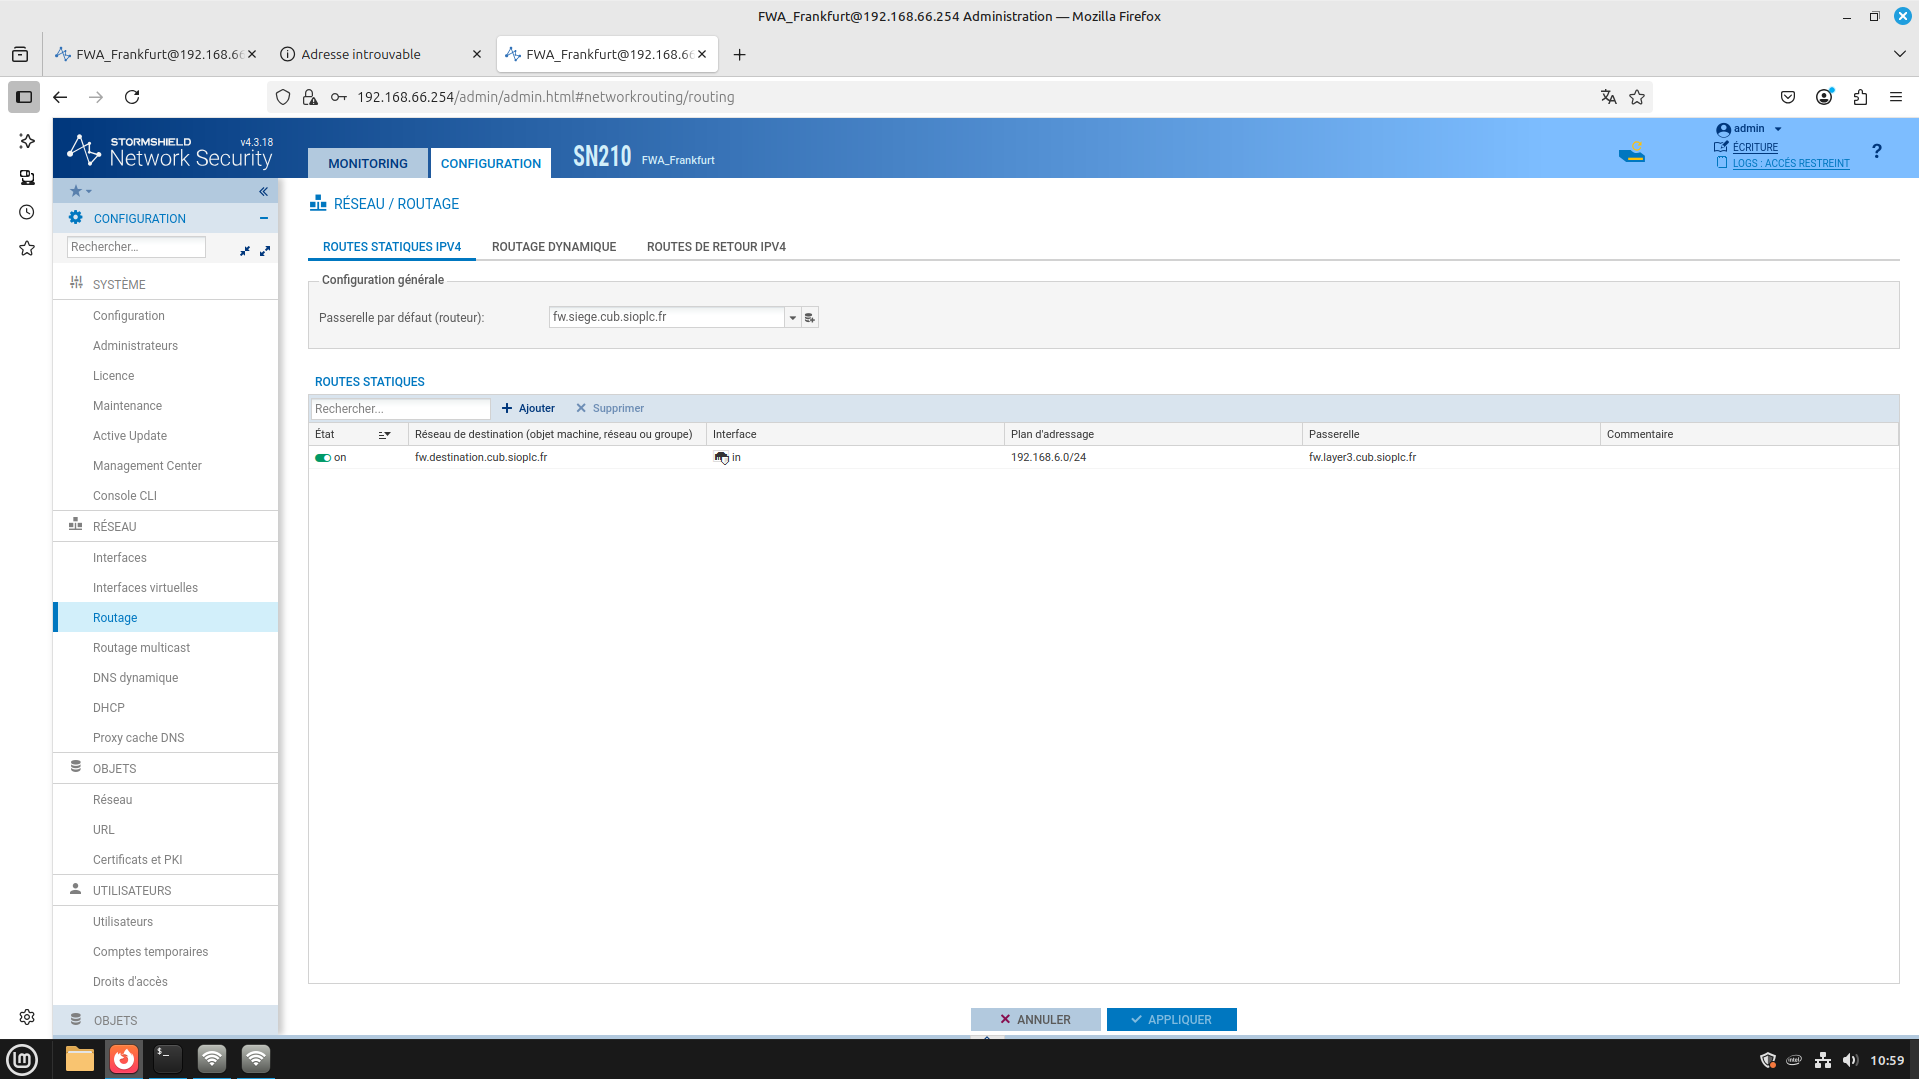 FWA_Frankfurt@192.168.66.254 Administration — Mozilla Firefox
FWA_Frankfurt@192.168.66
Adresse introuvable
FWA_Frankfurt@192.168.66
192.168.66.254/admin/admin.html#networkrouting/routing
STORMSHIELD v4.3.18
Network Security
MONITORING
CONFIGURATION
SN210 FWA_Frankfurt
admin
ÉCRITURE
LOGS : ACCÈS RESTREINT
?
CONFIGURATION
Rechercher...
SYSTÈME
Configuration
Administrateurs
Licence
Maintenance
Active Update
Management Center
Console CLI
RÉSEAU
Interfaces
Interfaces virtuelles
Routage
Routage multicast
DNS dynamique
DHCP
Proxy cache DNS
OBJETS
Réseau
URL
Certificats et PKI
UTILISATEURS
Utilisateurs
Comptes temporaires
Droits d'accès
OBJETS
RÉSEAU / ROUTAGE
ROUTES STATIQUES IPV4
ROUTAGE DYNAMIQUE
ROUTES DE RETOUR IPV4
Configuration générale
Passerelle par défaut (routeur): fw.siege.cub.sioplc.fr
ROUTES STATIQUES
Rechercher... Ajouter Supprimer
État Réseau de destination (objet machine, réseau ou groupe) Interface Plan d'adressage Passerelle Commentaire
on fw.destination.cub.sioplc.fr in 192.168.6.0/24 fw.layer3.cub.sioplc.fr
ANNULER APPLIQUER
10:59